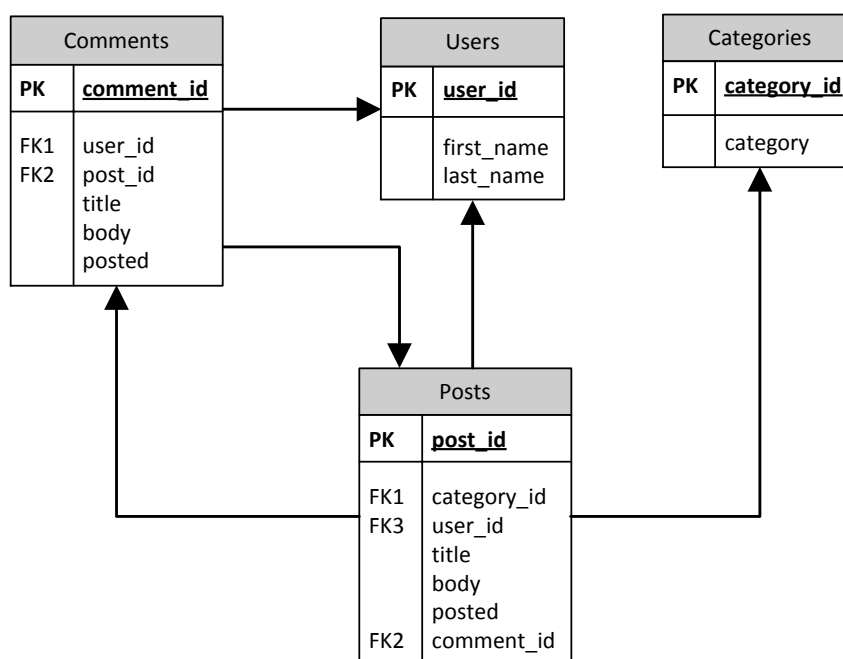 Comments
PK comment_id
FK1 user_id
FK2 post_id
title
body
posted
Users
PK user_id
first_name
last_name
Categories
PK category_id
category
Posts
PK post_id
FK1 category_id
FK3 user_id
title
body
posted
FK2 comment_id